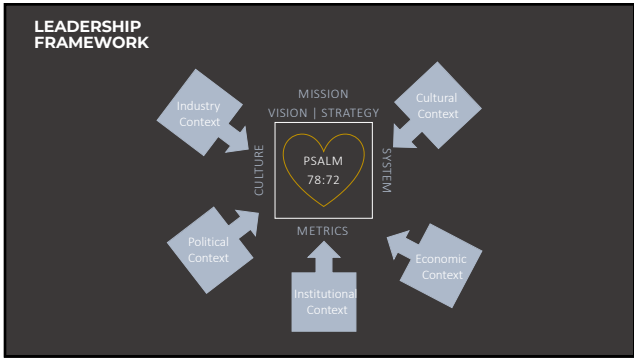 LEADERSHIP
FRAMEWORK
MISSION
VISION | STRATEGY
Industry
Context
Cultural
Context
CULTURE
PSALM
78:72
SYSTEM
METRICS
Political
Context
Economic
Context
Institutional
Context